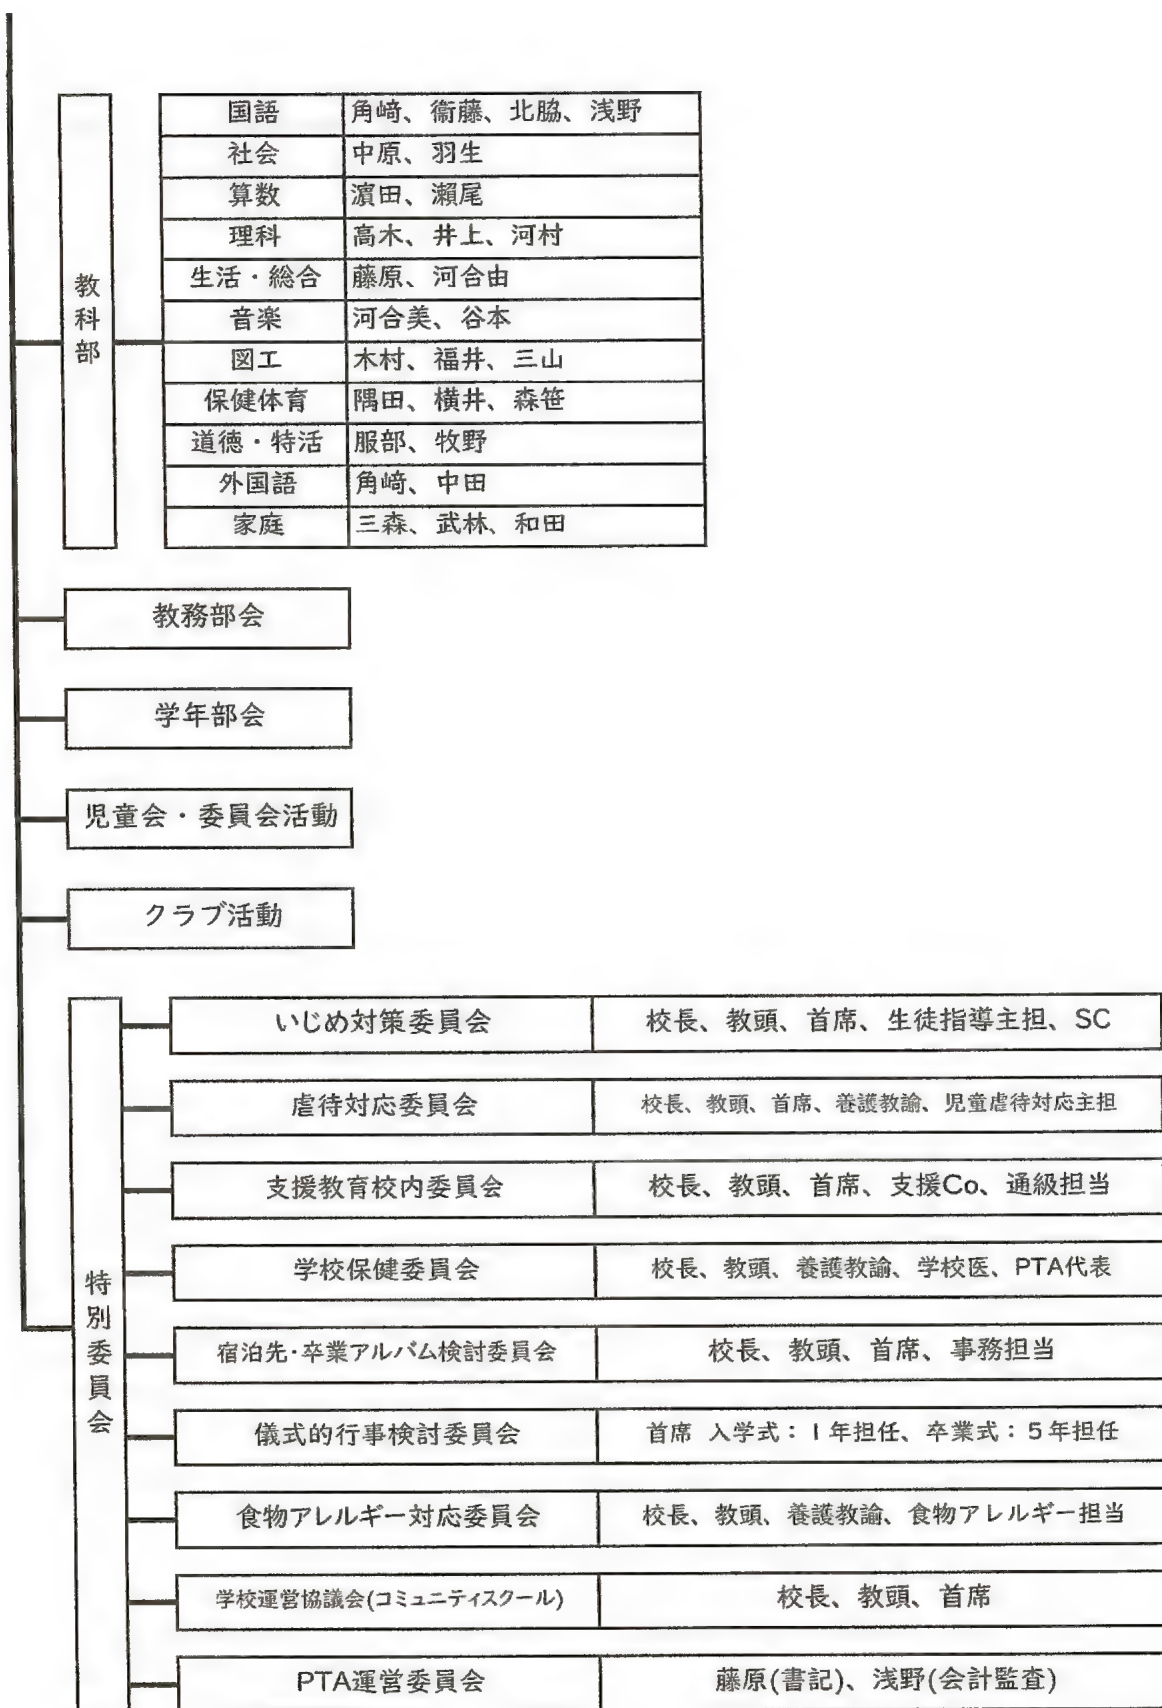 教科部
国語 角﨑、衞藤、北脇、浅野
社会 中原、羽生
算数 濵田、瀬尾
理科 高木、井上、河村
生活・総合 藤原、河合由
音楽 河合美、谷本
図工 木村、福井、三山
保健体育 隅田、横井、森笹
道徳・特活 服部、牧野
外国語 角﨑、中田
家庭 三森、武林、和田
教務部会
学年部会
児童会・委員会活動
クラブ活動
特別委員会
いじめ対策委員会 校長、教頭、首席、生徒指導主担、SC
虐待対応委員会 校長、教頭、首席、養護教諭、児童虐待対応主担
支援教育校内委員会 校長、教頭、首席、支援Co、通級担当
学校保健委員会 校長、教頭、養護教諭、学校医、PTA代表
宿泊先・卒業アルバム検討委員会 校長、教頭、首席、事務担当
儀式的行事検討委員会 首席 入学式：1年担任、卒業式：5年担任
食物アレルギー対応委員会 校長、教頭、養護教諭、食物アレルギー担当
学校運営協議会(コミュニティスクール) 校長、教頭、首席
PTA運営委員会 藤原(書記)、浅野(会計監査)